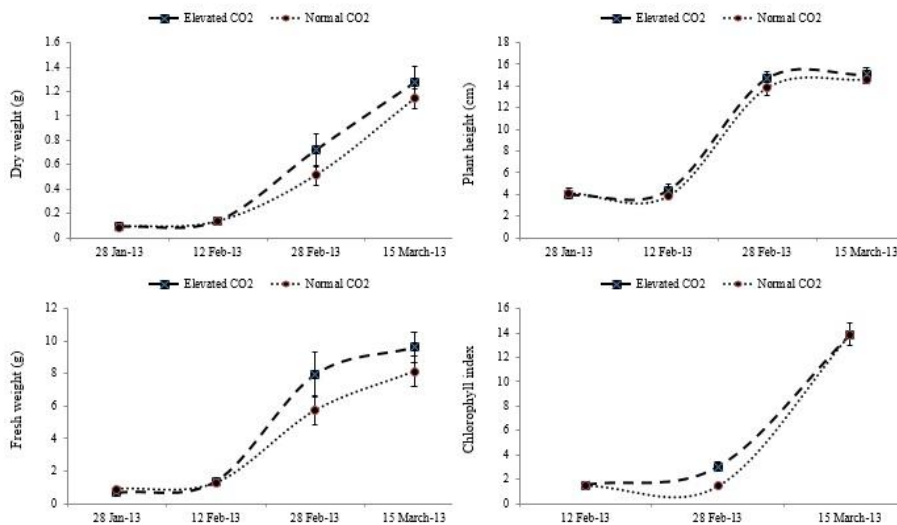 Elevated CO2 Normal CO2
Dry weight (g)
1.6
1.4
1.2
1
0.8
0.6
0.4
0.2
0
28 Jan-13 12 Feb-13 28 Feb-13 15 March-13
Elevated CO2 Normal CO2
Plant height (cm)
18
16
14
12
10
8
6
4
2
0
28 Jan-13 12 Feb-13 28 Feb-13 15 March-13
Elevated CO2 Normal CO2
Fresh weight (g)
12
10
8
6
4
2
0
28 Jan-13 12 Feb-13 28 Feb-13 15 March-13
Elevated CO2 Normal CO2
Chlorophyll index
16
14
12
10
8
6
4
2
0
12 Feb-13 28 Feb-13 15 March-13